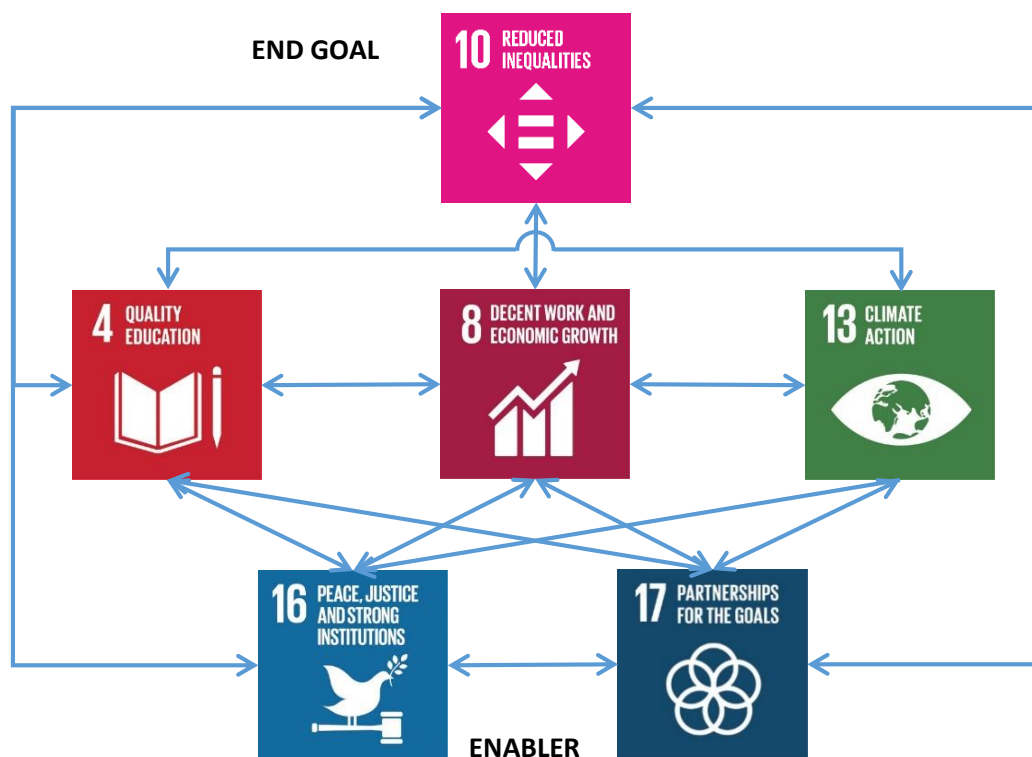 END GOAL
10 REDUCED
INEQUALITIES
4 QUALITY
EDUCATION
8 DECENT WORK AND
ECONOMIC GROWTH
13 CLIMATE
ACTION
16 PEACE, JUSTICE
AND STRONG
INSTITUTIONS
17 PARTNERSHIPS
FOR THE GOALS
ENABLER